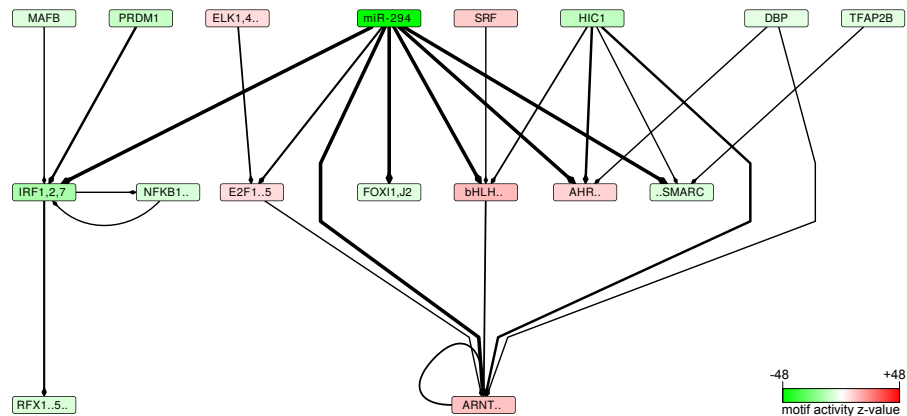 MAFB
PRDM1
ELK1,4..
miR-294
SRF
HIC1
DBP
TFAP2B
IRF1,2,7
NFKB1..
E2F1..5
FOXI1,J2
bHLH..
AHR..
..SMARC
RFX1..5..
ARNT..
-48 +48
motif activity z-value